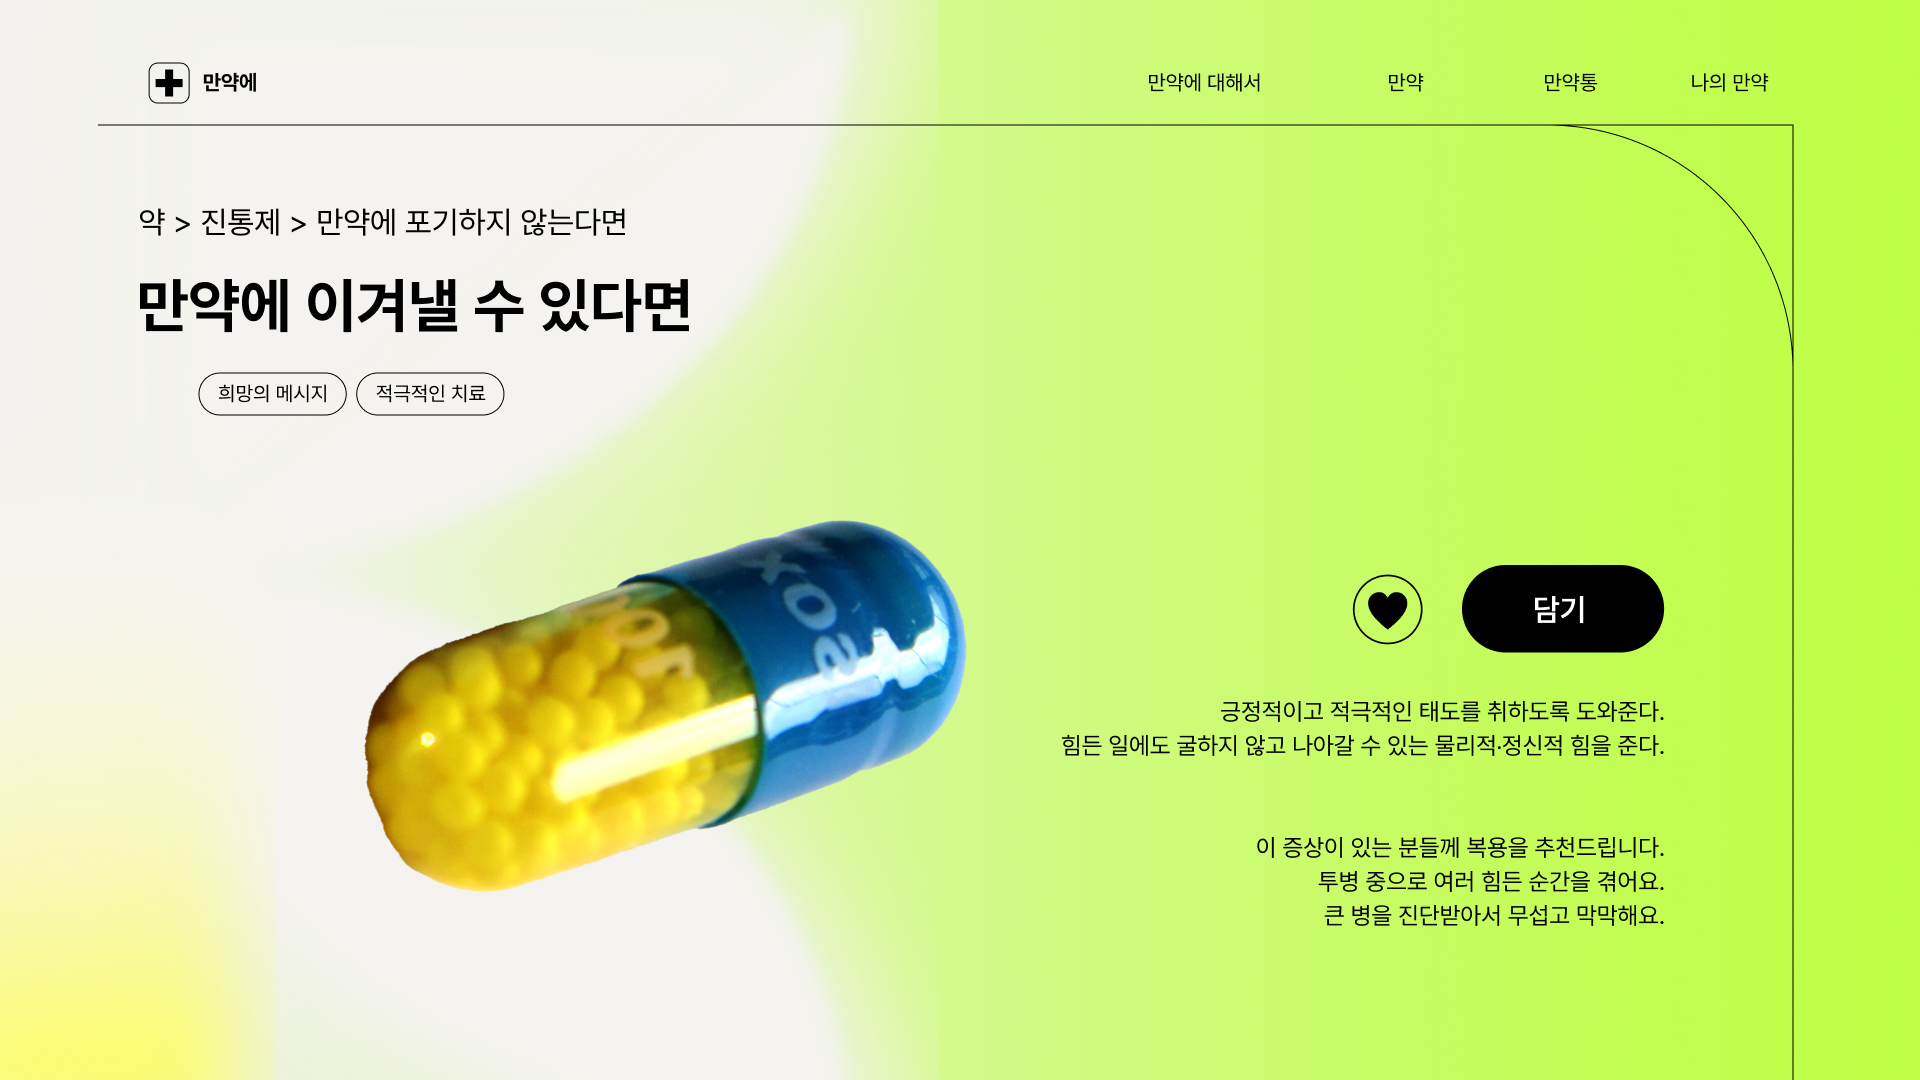 만약에
만약에 대해서
만약
만약통
나의 만약
약 > 진통제 > 만약에 포기하지 않는다면
만약에 이겨낼 수 있다면
희망의 메시지
적극적인 치료
담기
긍정적이고 적극적인 태도를 취하도록 도와준다.
힘든 일에도 굴하지 않고 나아갈 수 있는 물리적·정신적 힘을 준다.
이 증상이 있는 분들께 복용을 추천드립니다.
투병 중으로 여러 힘든 순간을 겪어요.
큰 병을 진단받아서 무섭고 막막해요.